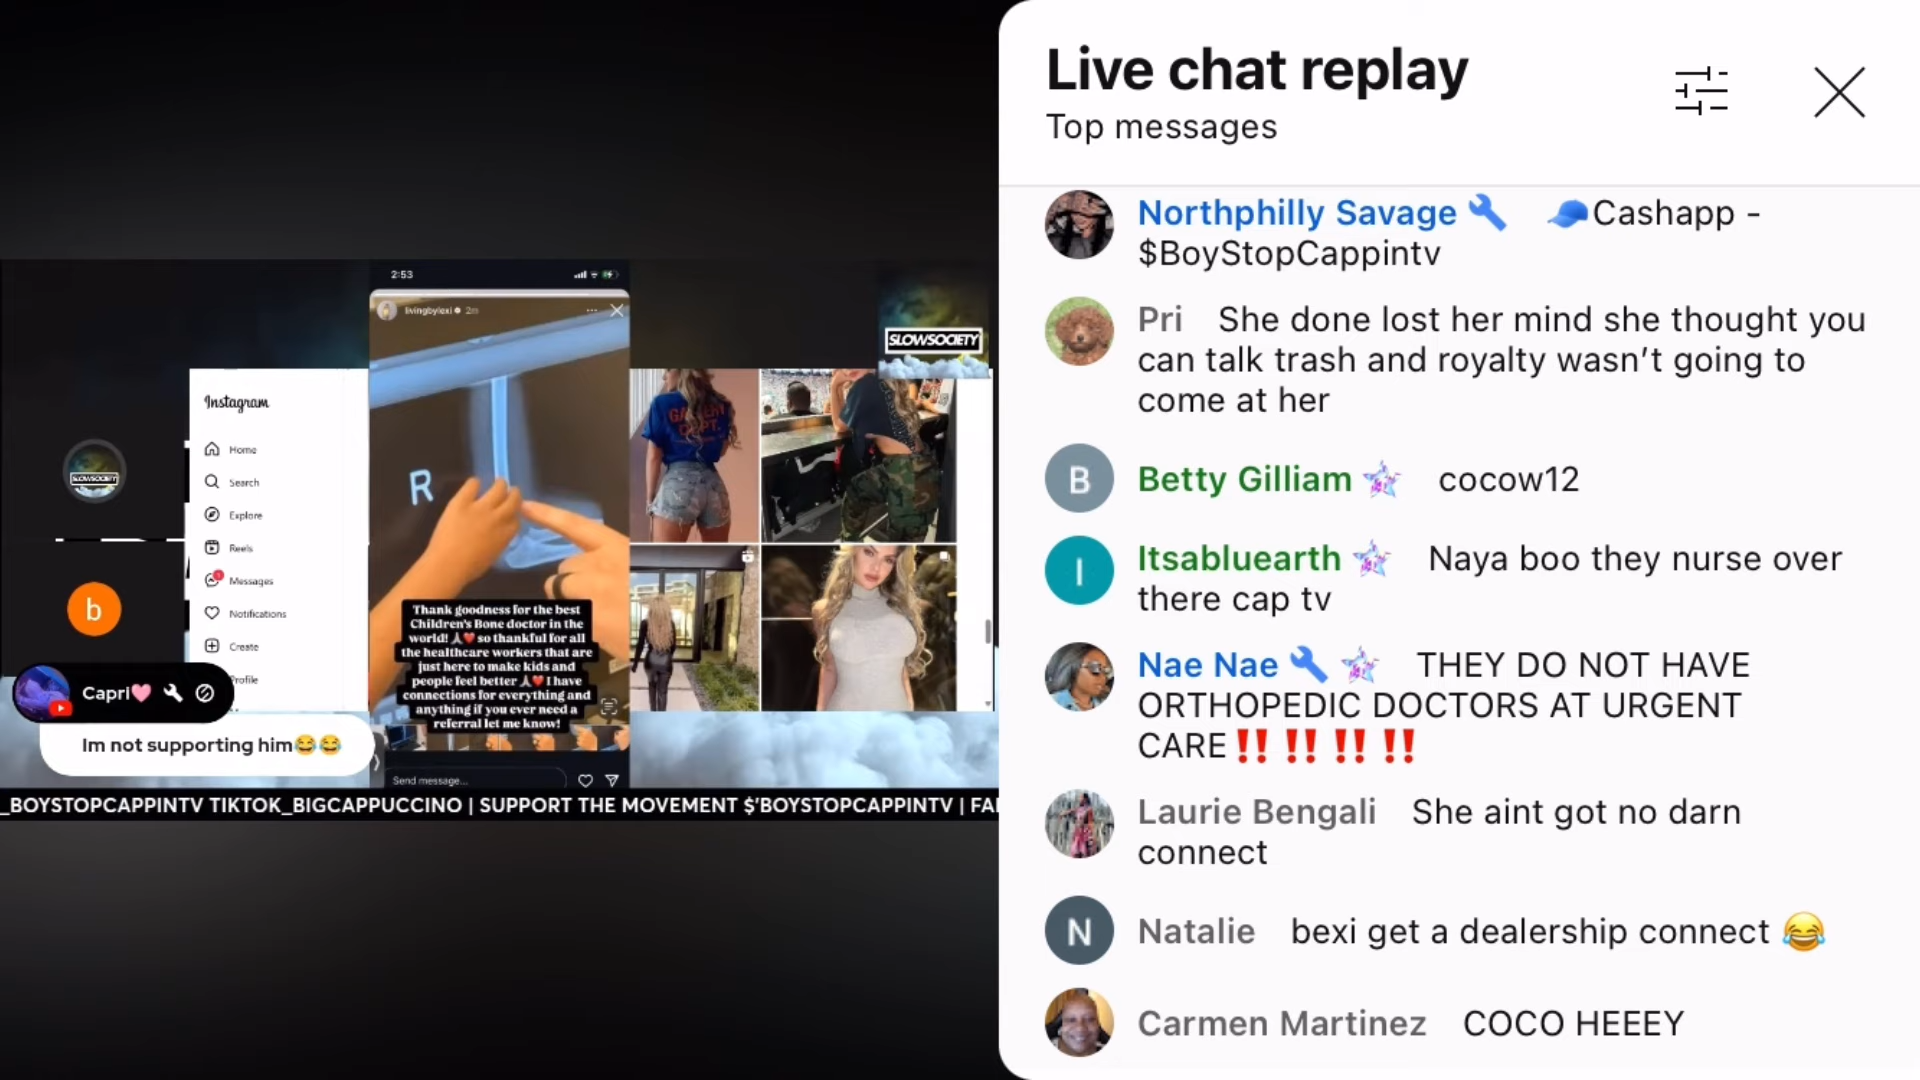 2:53
livingbylexi 2m
SLOWSOCIETY
Instagram
Home
Search
Explore
Reels
Messages
Notifications
Create
Profile
SLOWSOCIETY
b
R
Thank goodness for the best
Children's Bone doctor in the
world! 🙏❤️ so thankful for all
the healthcare workers that are
just here to make kids and
people feel better 🙏❤️ I have
connections for everything and
anything if you ever need a
referral let me know!
Send message...
Capri🩷
Im not supporting him😂😂
_BOYSTOPCAPPINTV TIKTOK_BIGCAPPUCCINO | SUPPORT THE MOVEMENT $'BOYSTOPCAPPINTV | FA
Live chat replay
Top messages
Northphilly Savage 🔧 🧢Cashapp -
$BoyStopCappintv
Pri She done lost her mind she thought you
can talk trash and royalty wasn't going to
come at her
B
Betty Gilliam cocow12
I
Itsabluearth Naya boo they nurse over
there cap tv
Nae Nae 🔧 THEY DO NOT HAVE
ORTHOPEDIC DOCTORS AT URGENT
CARE‼️‼️‼️‼️
Laurie Bengali She aint got no darn
connect
N
Natalie bexi get a dealership connect 😂
Carmen Martinez COCO HEEEY